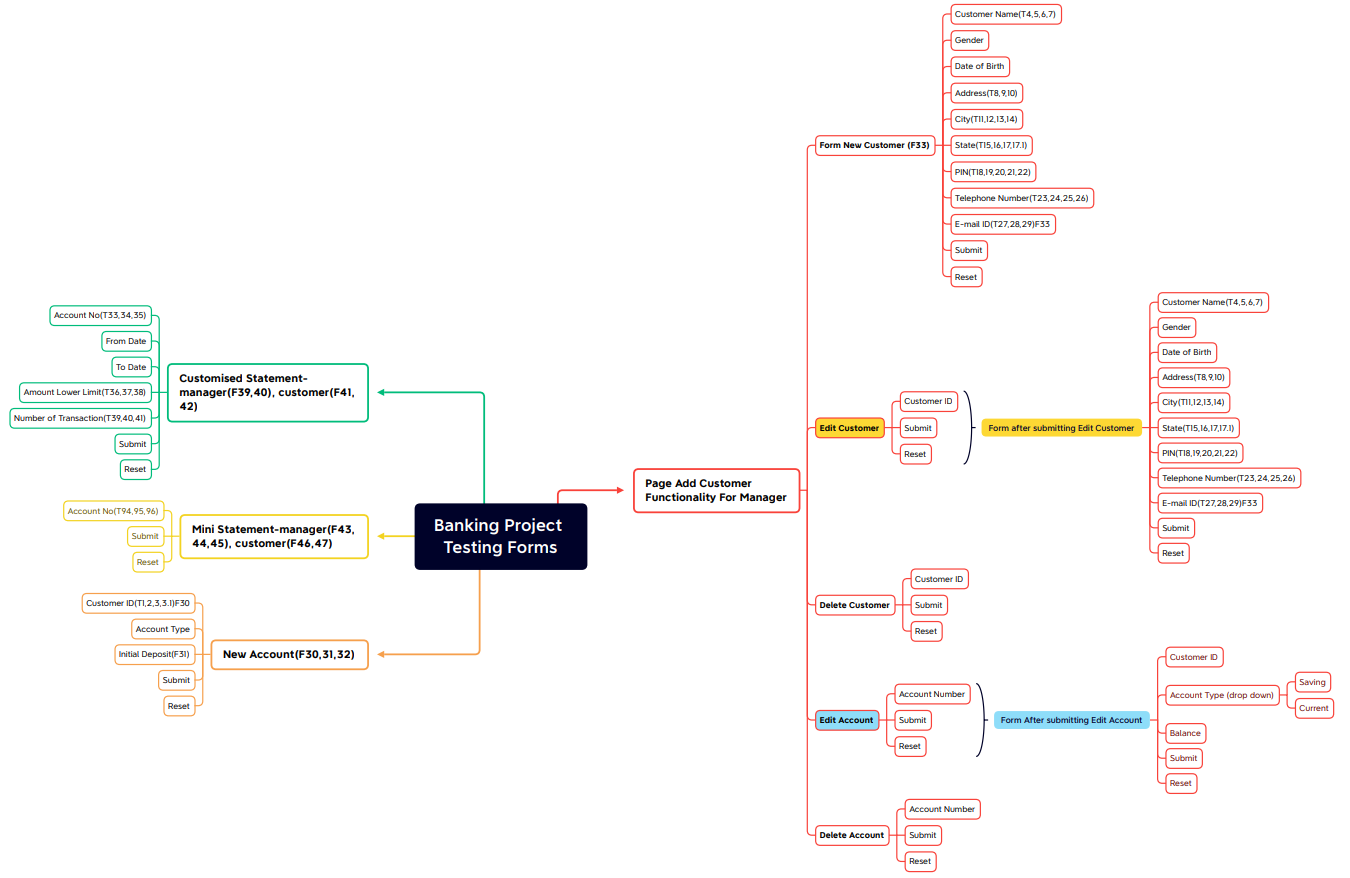 Banking Project
Testing Forms
Page Add Customer
Functionality For Manager
Form New Customer (F33)
Customer Name(T4,5,6,7)
Gender
Date of Birth
Address(T8,9,10)
City(T11,12,13,14)
State(T15,16,17,17.1)
PIN(T18,19,20,21,22)
Telephone Number(T23,24,25,26)
E-mail ID(T27,28,29)F33
Submit
Reset
Edit Customer
Customer ID
Submit
Reset
Form after submitting Edit Customer
Customer Name(T4,5,6,7)
Gender
Date of Birth
Address(T8,9,10)
City(T11,12,13,14)
State(T15,16,17,17.1)
PIN(T18,19,20,21,22)
Telephone Number(T23,24,25,26)
E-mail ID(T27,28,29)F33
Submit
Reset
Delete Customer
Customer ID
Submit
Reset
Edit Account
Account Number
Submit
Reset
Form After submitting Edit Account
Customer ID
Account Type (drop down)
Saving
Current
Balance
Submit
Reset
Delete Account
Account Number
Submit
Reset
Customised Statement-
manager(F39,40), customer(F41,
42)
Account No(T33,34,35)
From Date
To Date
Amount Lower Limit(T36,37,38)
Number of Transaction(T39,40,41)
Submit
Reset
Mini Statement-manager(F43,
44,45), customer(F46,47)
Account No(T94,95,96)
Submit
Reset
New Account(F30,31,32)
Customer ID(T1,2,3,3.1)F30
Account Type
Initial Deposit(F31)
Submit
Reset